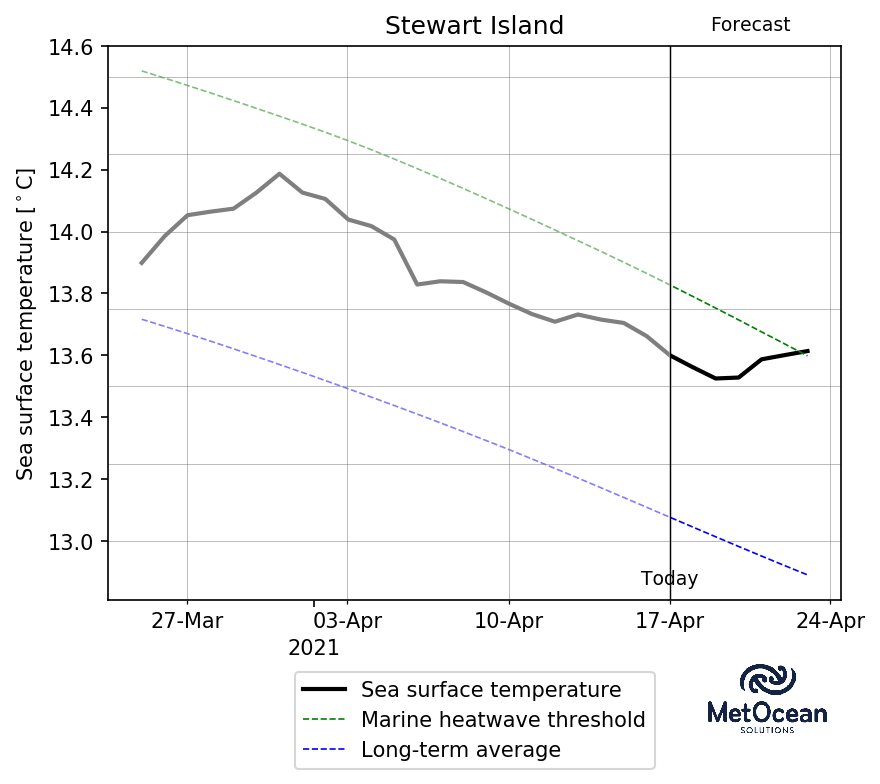 Stewart Island
Forecast
14.6
14.4
14.2
14.0
13.8
13.6
13.4
13.2
13.0
Sea surface temperature [°C]
Today
27-Mar 03-Apr 10-Apr 17-Apr 24-Apr
2021
Sea surface temperature
Marine heatwave threshold
Long-term average
MetOcean
SOLUTIONS